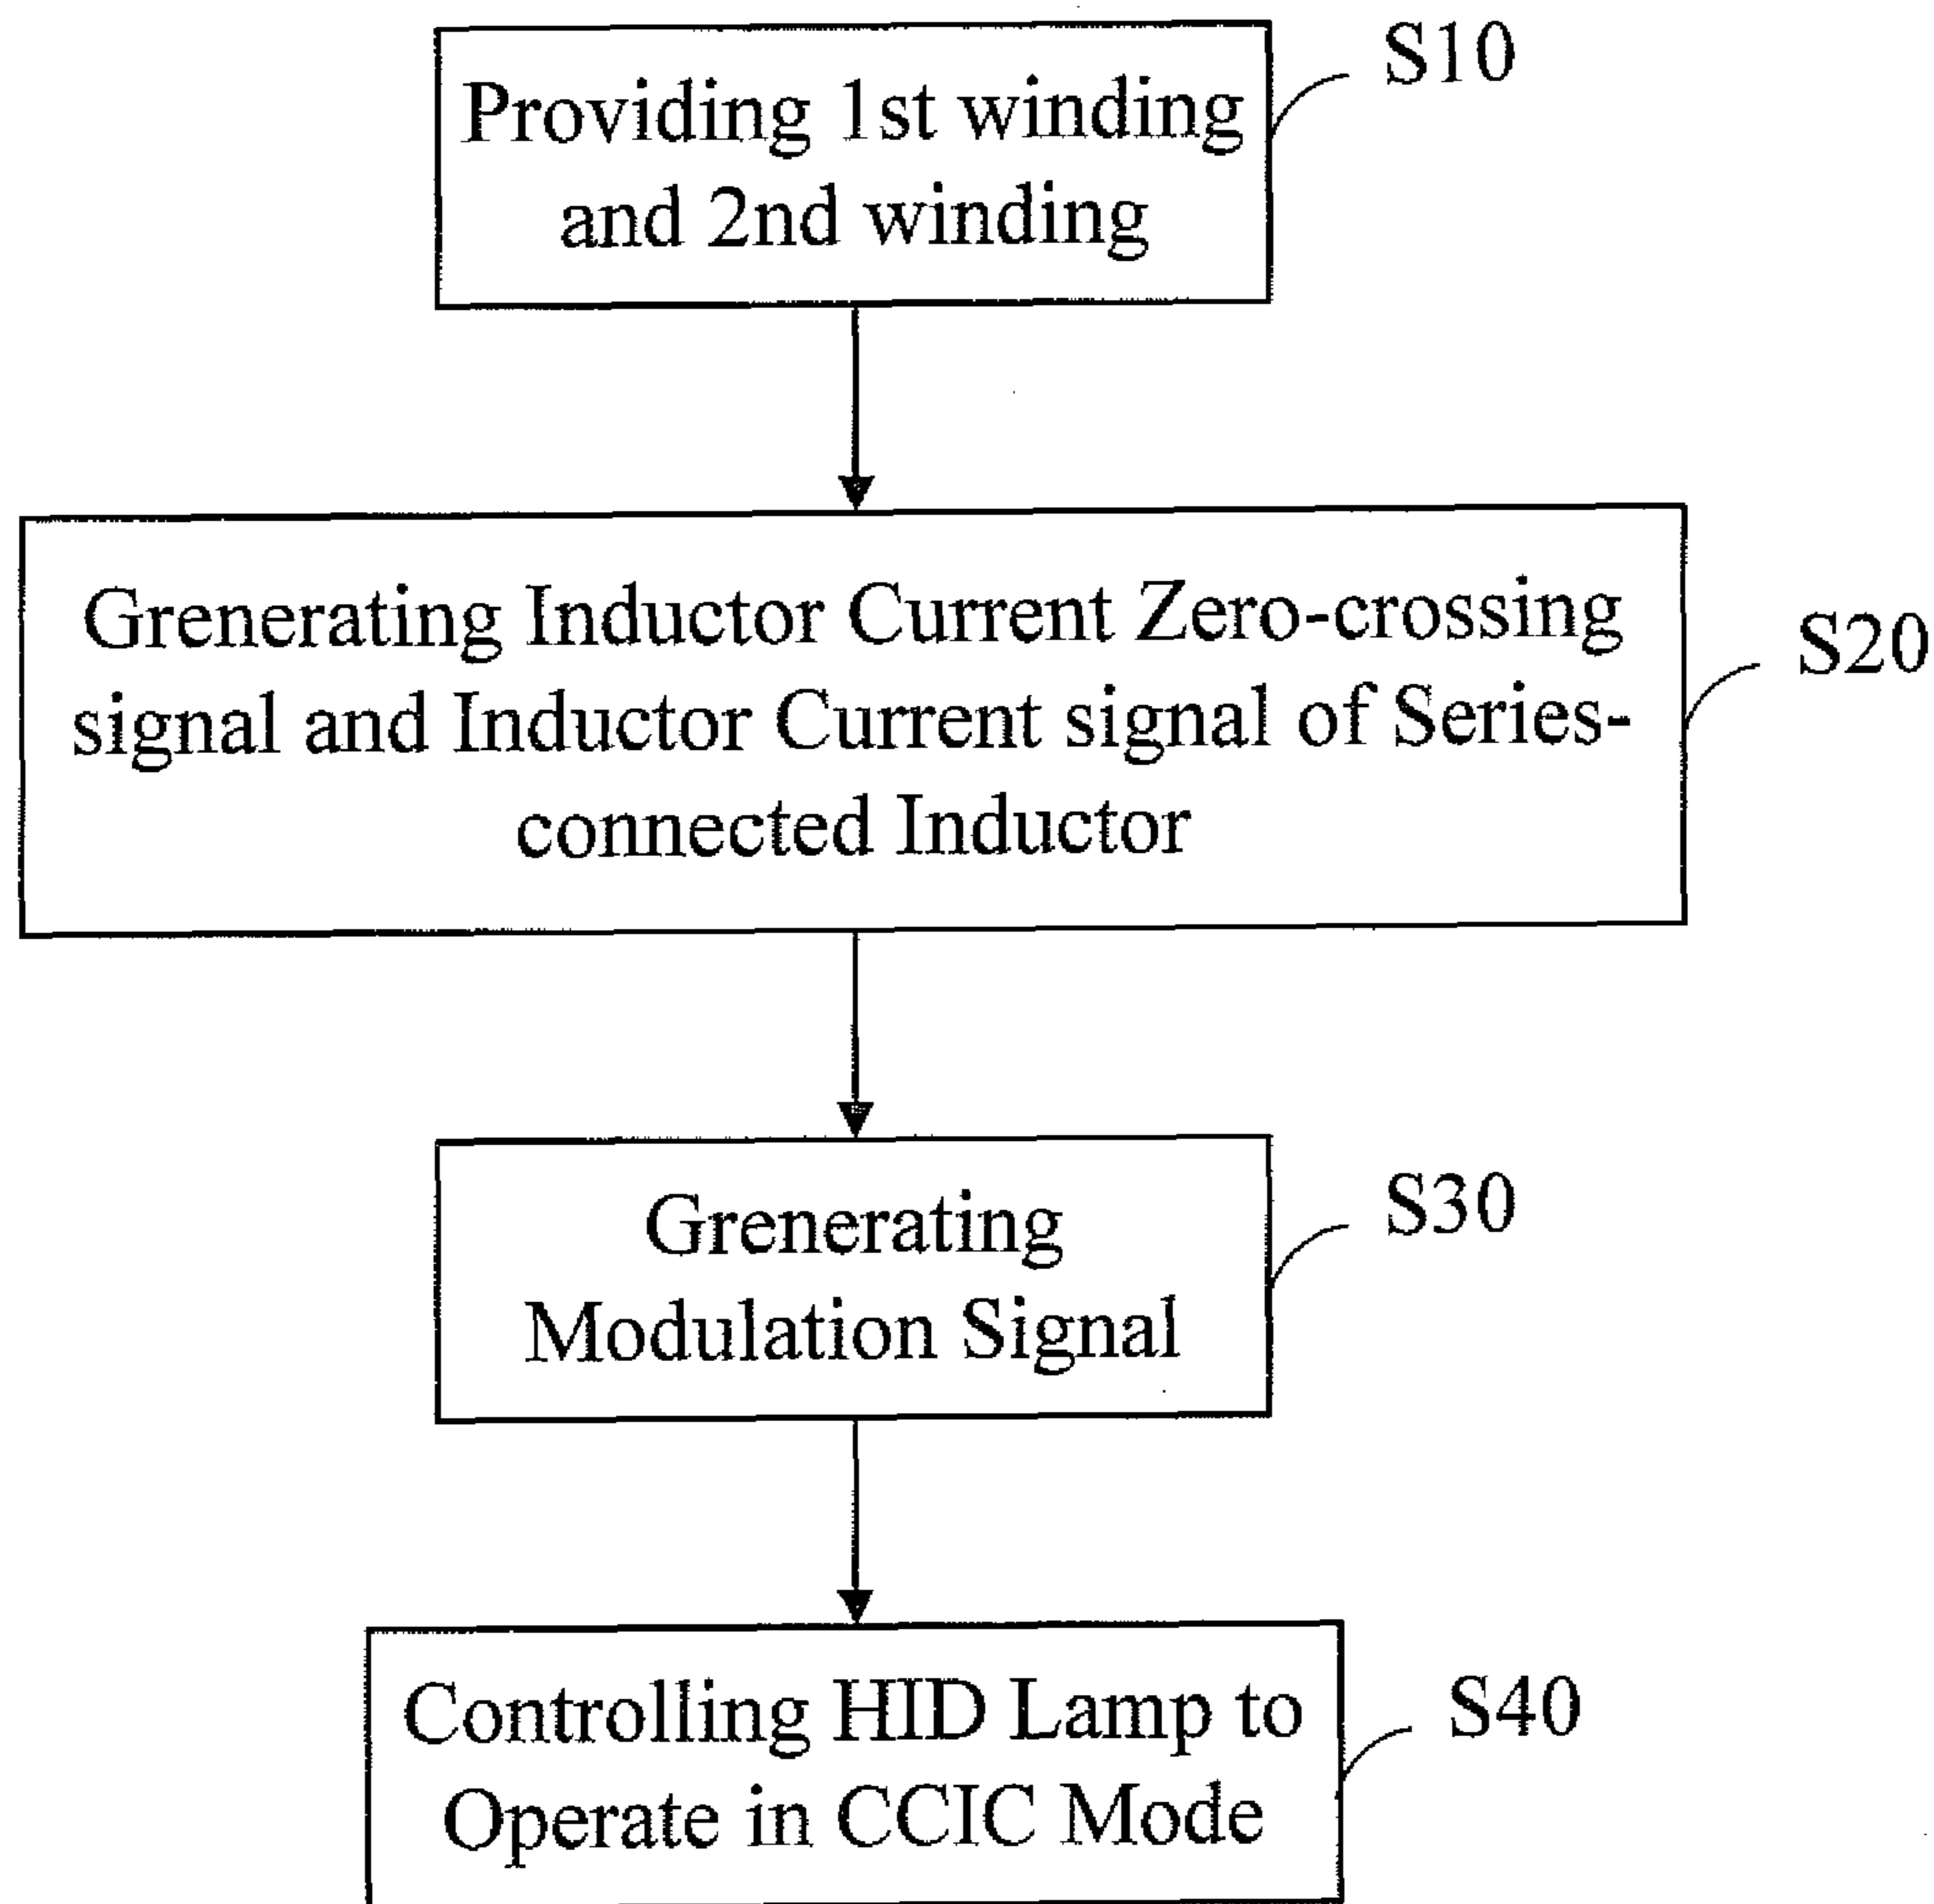 Providing 1st winding
and 2nd winding
S10
Grenerating Inductor Current Zero-crossing
signal and Inductor Current signal of Series-
connected Inductor
S20
Grenerating
Modulation Signal
S30
Controlling HID Lamp to
Operate in CCIC Mode
S40